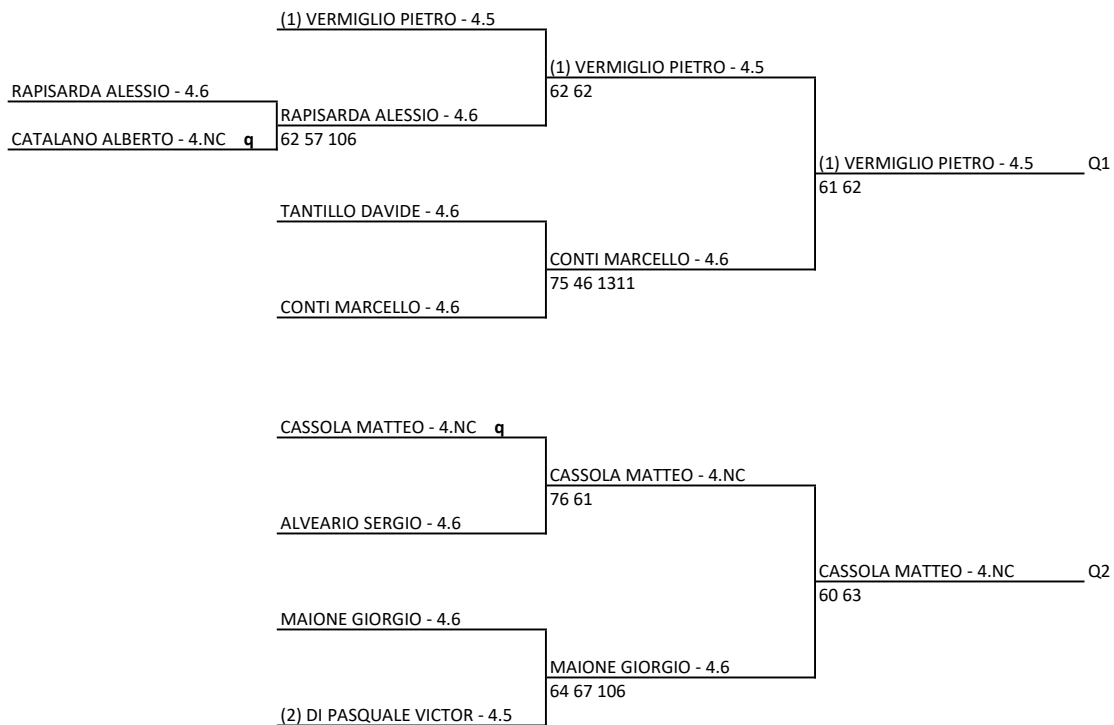 (1) VERMIGLIO PIETRO - 4.5
(1) VERMIGLIO PIETRO - 4.5
RAPISARDA ALESSIO - 4.6
62 62
RAPISARDA ALESSIO - 4.6
CATALANO ALBERTO - 4.NC q
62 57 106
(1) VERMIGLIO PIETRO - 4.5 Q1
61 62
TANTILLO DAVIDE - 4.6
CONTI MARCELLO - 4.6
75 46 1311
CONTI MARCELLO - 4.6
CASSOLA MATTEO - 4.NC q
CASSOLA MATTEO - 4.NC
76 61
ALVEARIO SERGIO - 4.6
CASSOLA MATTEO - 4.NC Q2
60 63
MAIONE GIORGIO - 4.6
MAIONE GIORGIO - 4.6
64 67 106
(2) DI PASQUALE VICTOR - 4.5